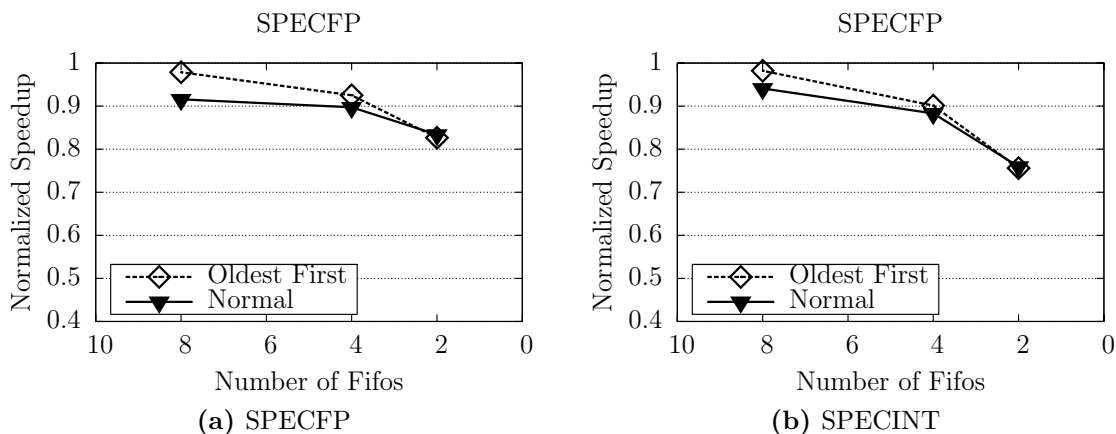 SPECFP
Normalized Speedup
1
0.9
0.8
0.7
0.6
0.5
0.4
Oldest First
Normal
10 8 6 4 2 0
Number of Fifos
(a) SPECFP
SPECFP
Normalized Speedup
1
0.9
0.8
0.7
0.6
0.5
0.4
Oldest First
Normal
10 8 6 4 2 0
Number of Fifos
(b) SPECINT